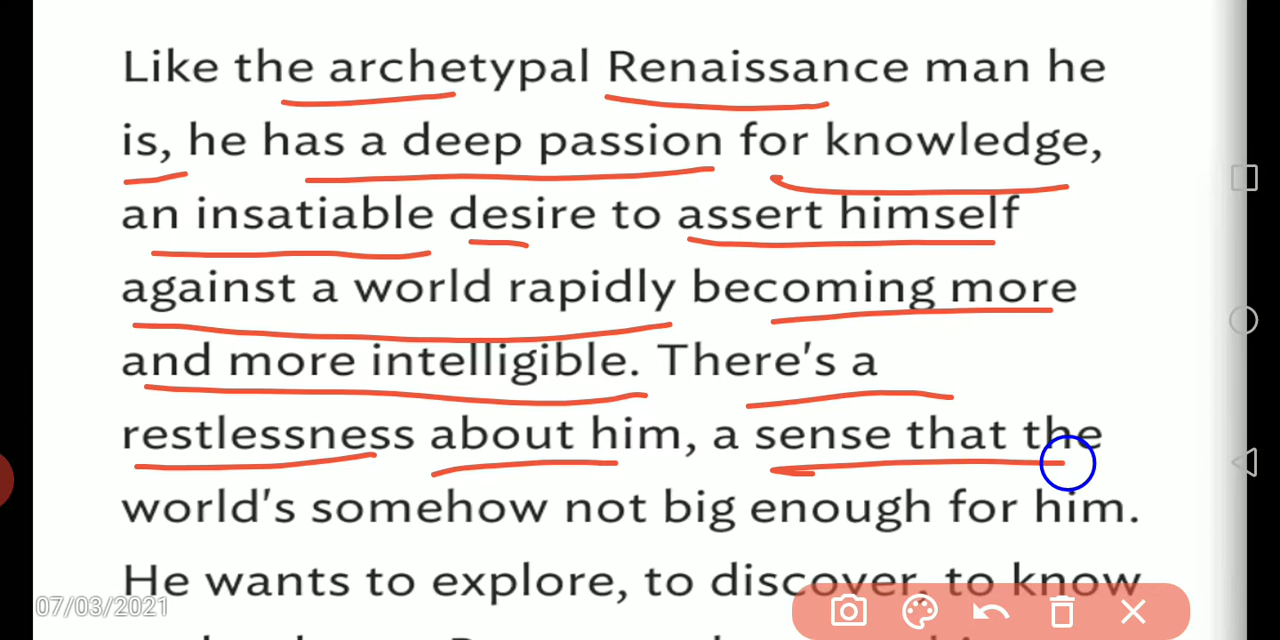 Like the archetypal Renaissance man he
is, he has a deep passion for knowledge,
an insatiable desire to assert himself
against a world rapidly becoming more
and more intelligible. There's a
restlessness about him, a sense that the
world's somehow not big enough for him.
He wants to explore, to discover, to know
07/03/2021